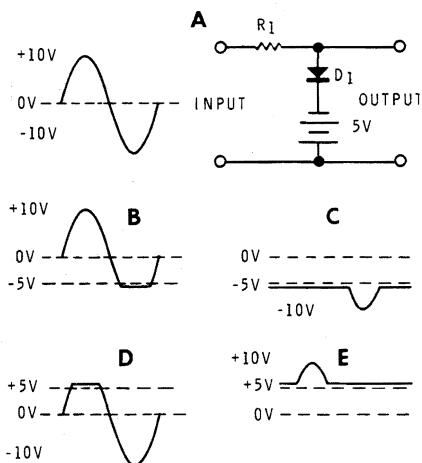 A
R1
+10V
0V
-10V
INPUT
D1
OUTPUT
5V
+10V
B
0V
-5V
C
0V
-5V
-10V
D
+5V
0V
-10V
E
+10V
+5V
0V